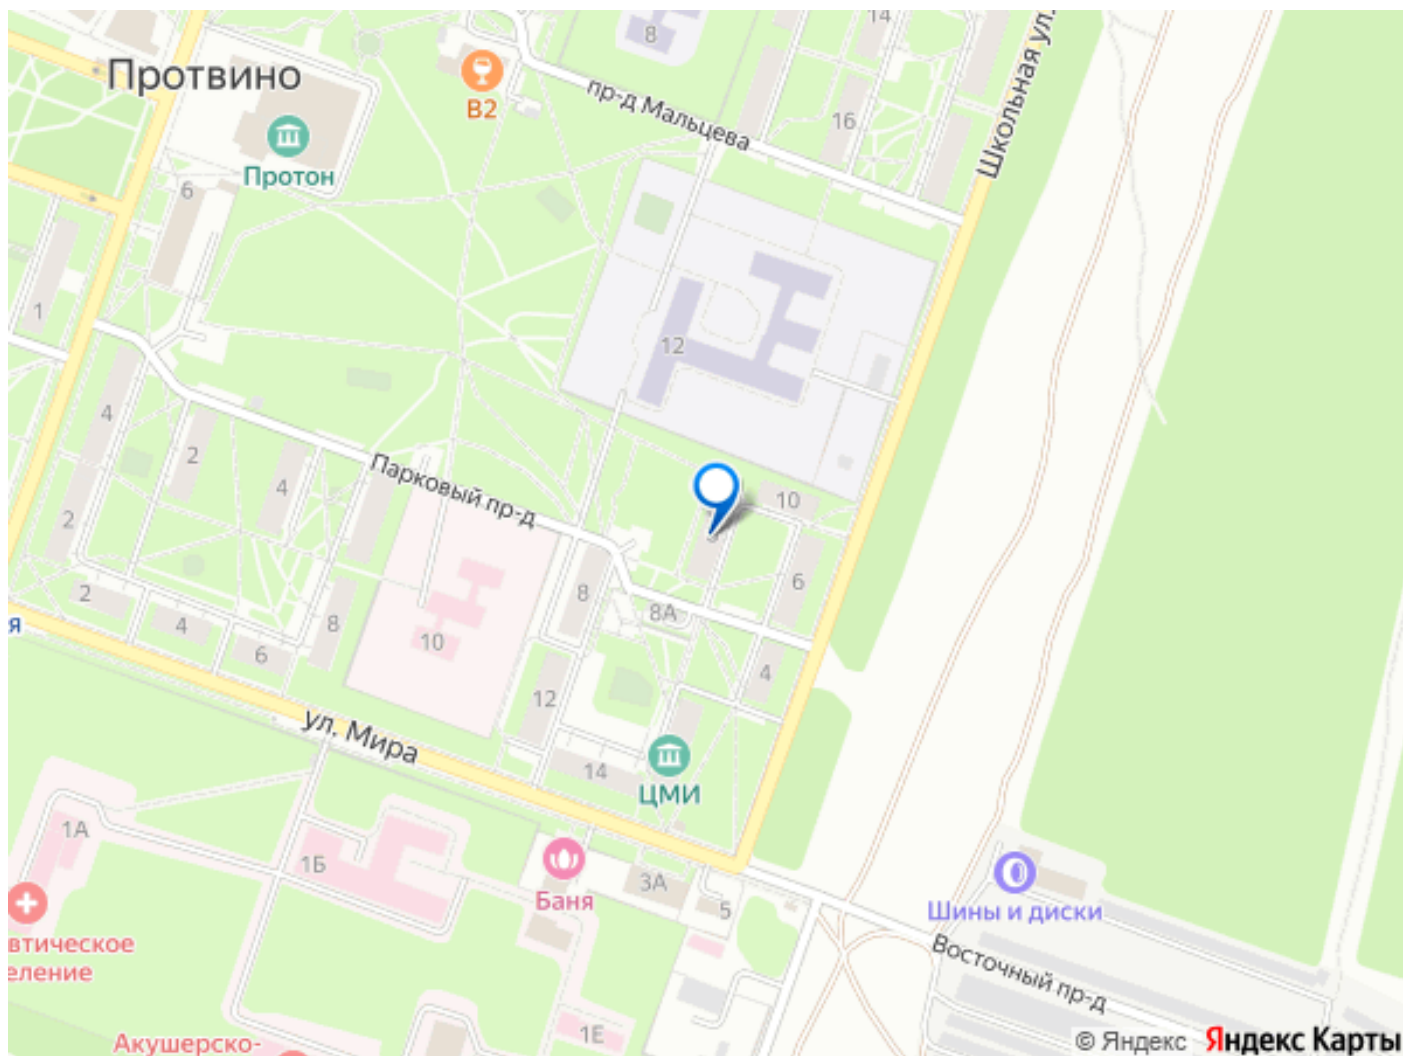 14
8
Школьная ул.
Протвино
В2
пр-д Мальцева
16
Протон
6
1
12
4
2
4
Парковый пр-д
10
2
6
8
8А
2
4
8
6
10
4
12
ул. Мира
14
ЦМИ
1А
1Б
Баня
3А
5
Шины и диски
втическое
еление
Восточный пр-д
1Е
Акушерско-
я
© Яндекс Яндекс Карты